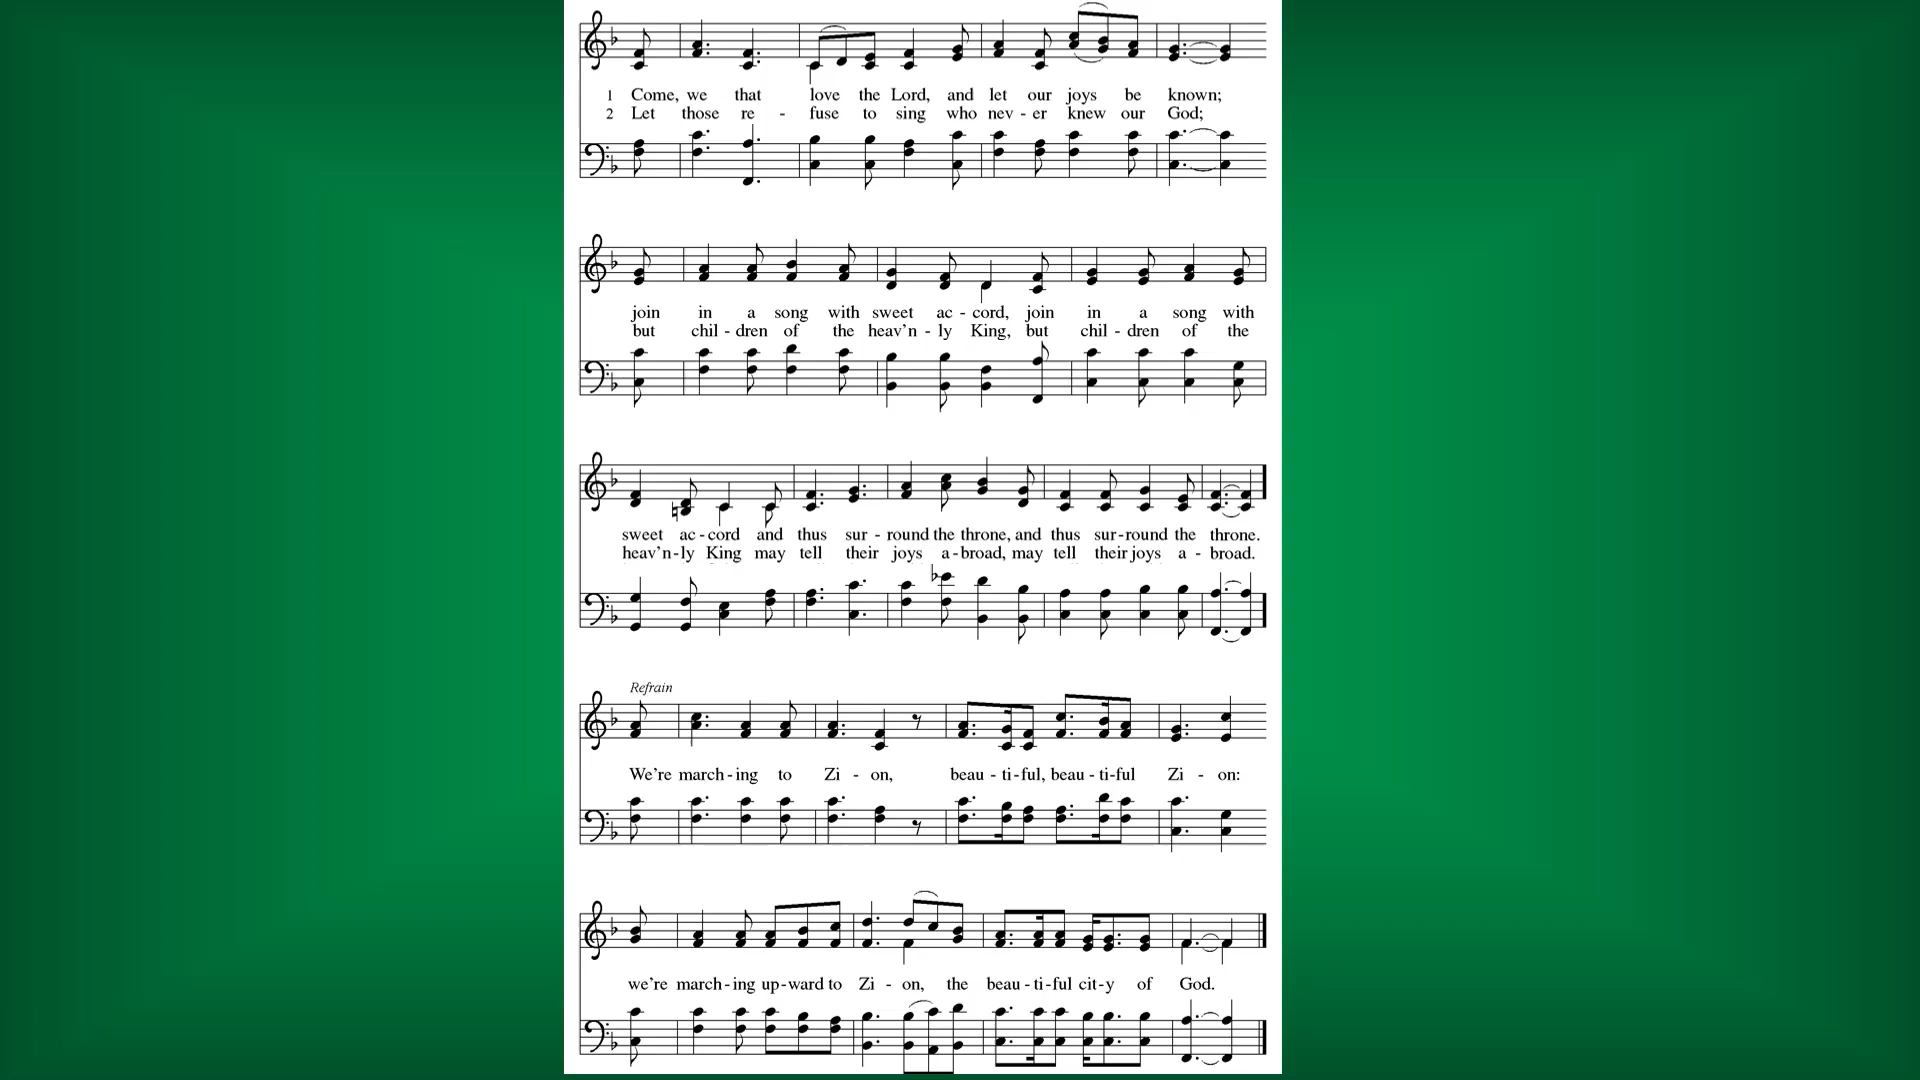 1 Come, we that love the Lord, and let our joys be known;
2 Let those re - fuse to sing who nev - er knew our God;
join in a song with sweet ac - cord, join in a song with
but chil - dren of the heav'n - ly King, but chil - dren of the
sweet ac - cord and thus sur - round the throne, and thus sur - round the throne.
heav'n - ly King may tell their joys a - broad, may tell their joys a - broad.
Refrain
We're march - ing to Zi - on, beau - ti - ful, beau - ti - ful Zi - on:
we're march - ing up - ward to Zi - on, the beau - ti - ful cit - y of God.